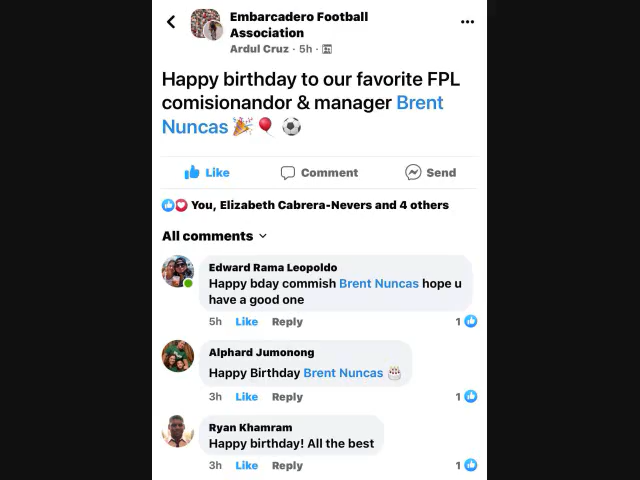 Embarcadero Football
Association
Ardul Cruz · 5h ·
Happy birthday to our favorite FPL
comisionandor & manager Brent
Nuncas 🎉🎈 ⚽
Like Comment Send
You, Elizabeth Cabrera-Nevers and 4 others
All comments
Edward Rama Leopoldo
Happy bday commish Brent Nuncas hope u
have a good one
5h Like Reply 1
Alphard Jumonong
Happy Birthday Brent Nuncas 🎂
3h Like Reply 1
Ryan Khamram
Happy birthday! All the best
3h Like Reply 1